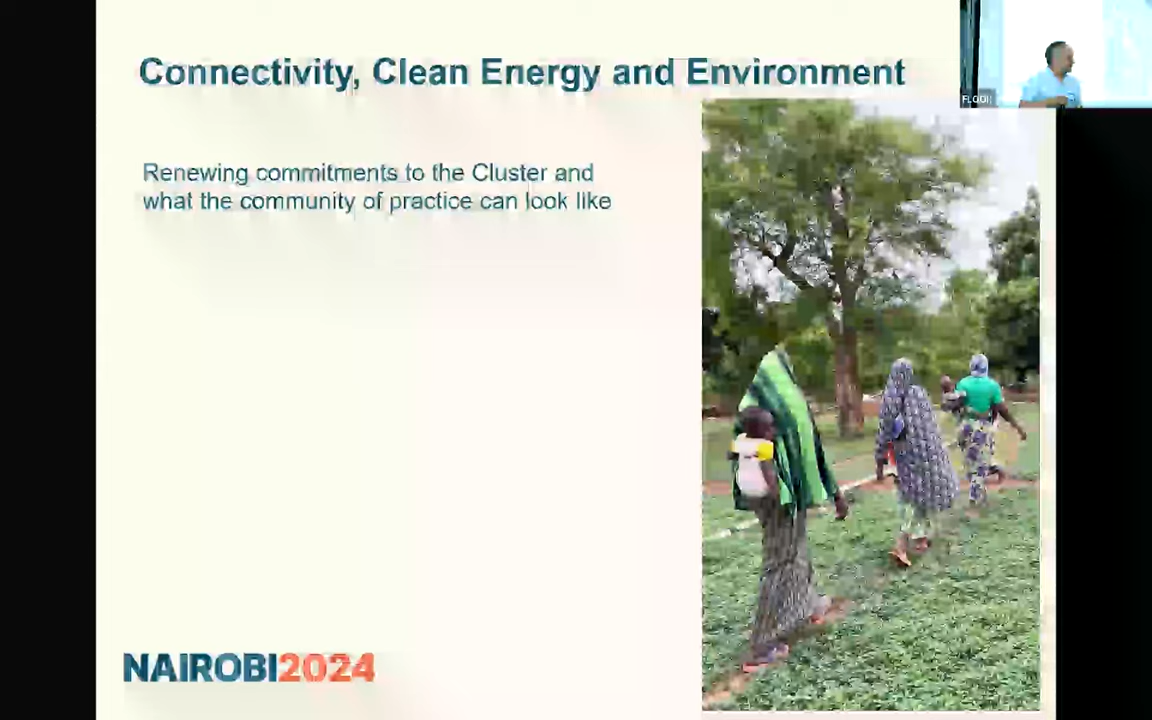 Connectivity, Clean Energy and Environment
Renewing commitments to the Cluster and
what the community of practice can look like
NAIROBI2024